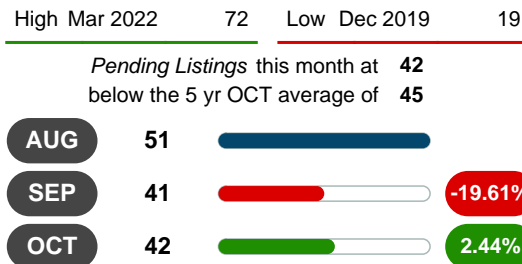 High Mar 2022 72 Low Dec 2019 19
Pending Listings this month at 42
below the 5 yr OCT average of 45
AUG 51
SEP 41 -19.61%
OCT 42 2.44%